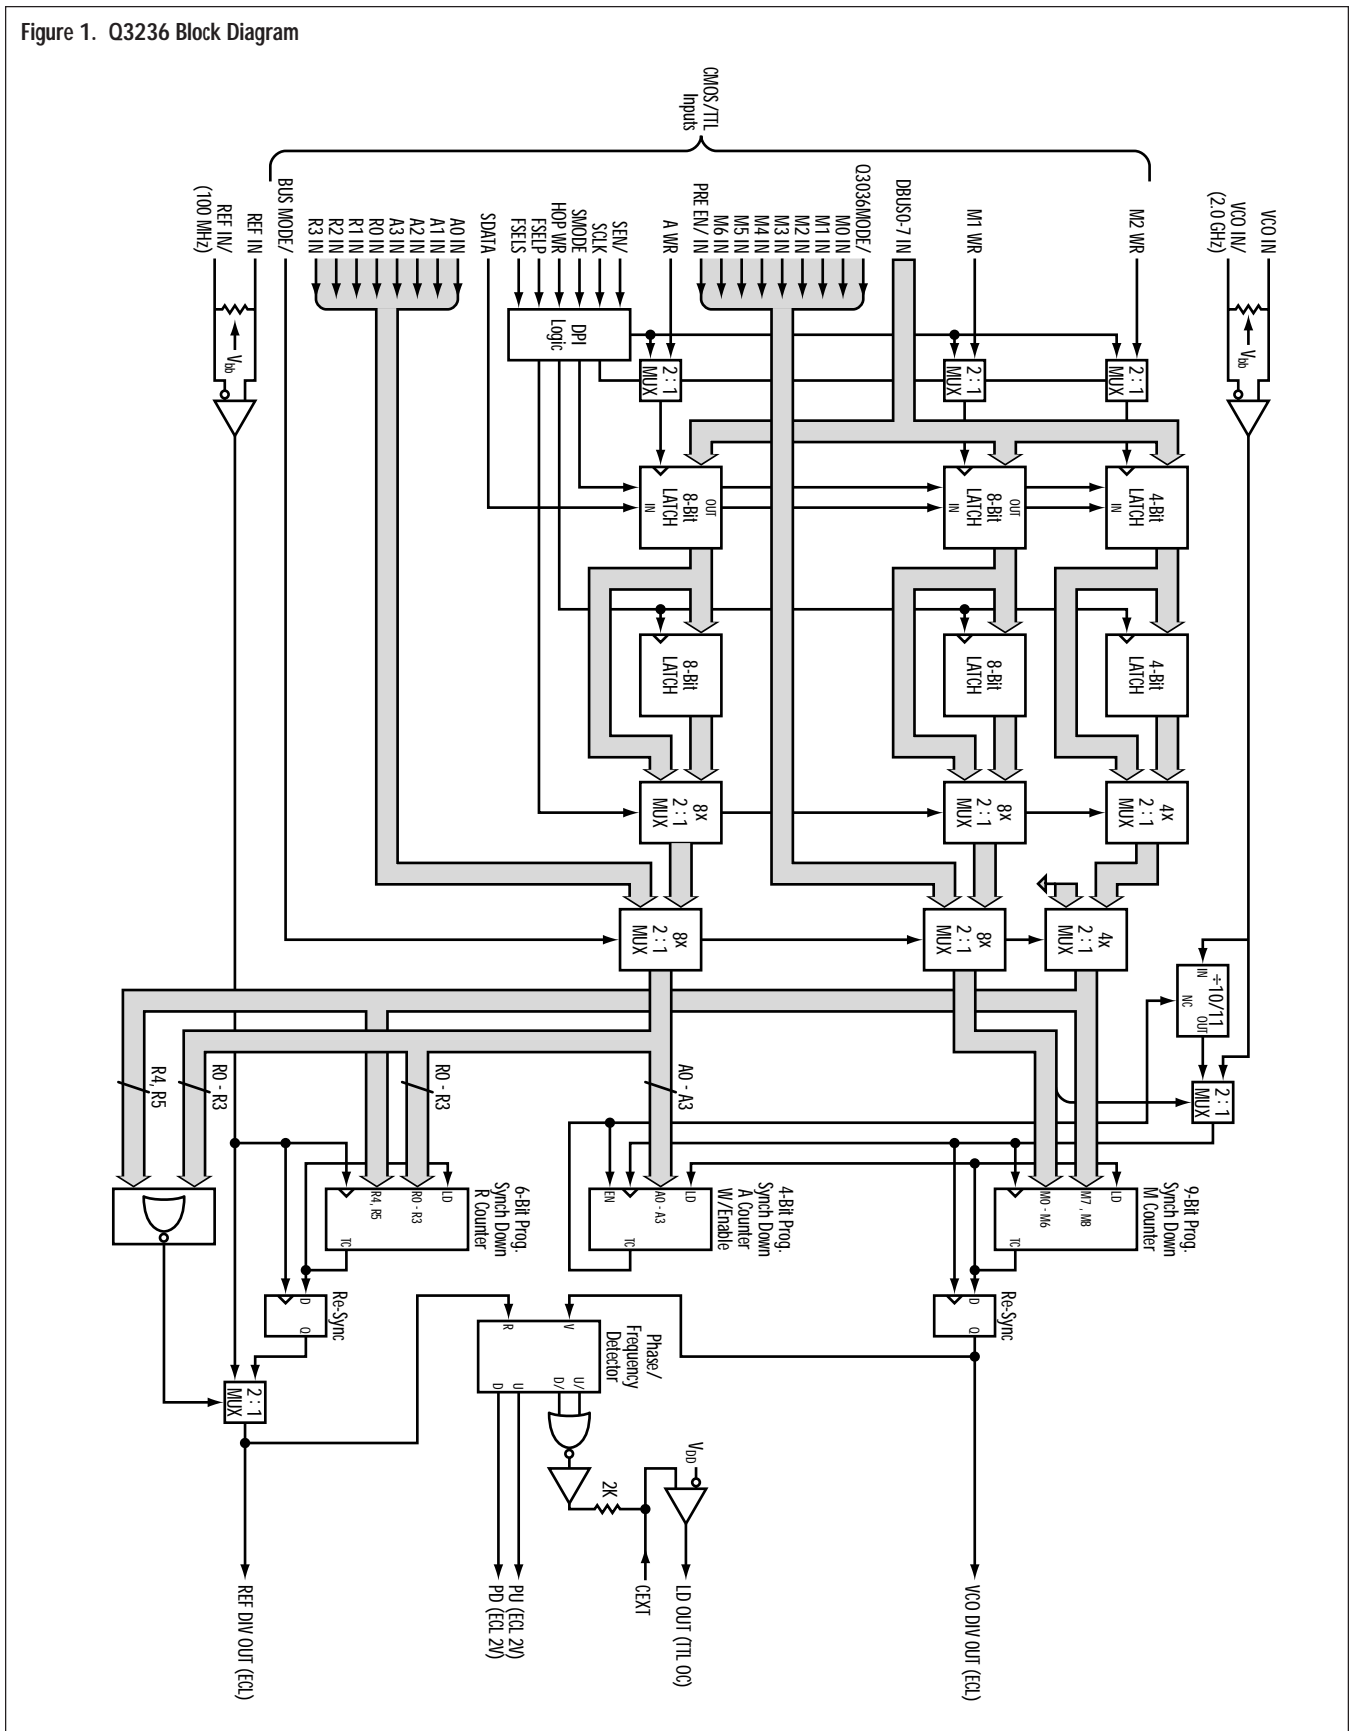 Figure 1. Q3236 Block Diagram
CMOS/TTL
Inputs
VCO IN
VCO IN/
(2.0 GHz)
M2 WR
M1 WR
DBUS0-7 IN
Q3036MODE/
M0 IN
M1 IN
M2 IN
M3 IN
M4 IN
M5 IN
M6 IN
PRE EN/ IN
A WR
SEN/
SCLK
SMODE
HOP WR
FSELP
FSELS
SDATA
A0 IN
A1 IN
A2 IN
A3 IN
R0 IN
R1 IN
R2 IN
R3 IN
BUS MODE/
REF IN
REF IN/
(100 MHz)
Vbb
Vbb
DPI
Logic
2 : 1
MUX
2 : 1
MUX
2 : 1
MUX
4-Bit
LATCH
IN
OUT
8-Bit
LATCH
IN
OUT
8-Bit
LATCH
IN
4-Bit
LATCH
8-Bit
LATCH
8-Bit
LATCH
4x
2 : 1
MUX
8x
2 : 1
MUX
8x
2 : 1
MUX
4x
2 : 1
MUX
8x
2 : 1
MUX
8x
2 : 1
MUX
÷10/11
IN
OUT
NC
2 : 1
MUX
A0 - A3
R0 - R3
R0 - R3
R4, R5
9-Bit Prog.
Synch Down
M Counter
LD
M7 , M8
M0 - M6
TC
4-Bit Prog.
Synch Down
A Counter
W/Enable
LD
A0 - A3
EN
TC
6-Bit Prog.
Synch Down
R Counter
LD
R0 - R3
R4, R5
TC
Re-Sync
D
Q
Re-Sync
D
Q
Phase/
Frequency
Detector
V
R
U/
D/
U
D
2 : 1
MUX
2K
VDD
VCO DIV OUT (ECL)
LD OUT (TTL OC)
CEXT
PU (ECL 2V)
PD (ECL 2V)
REF DIV OUT (ECL)